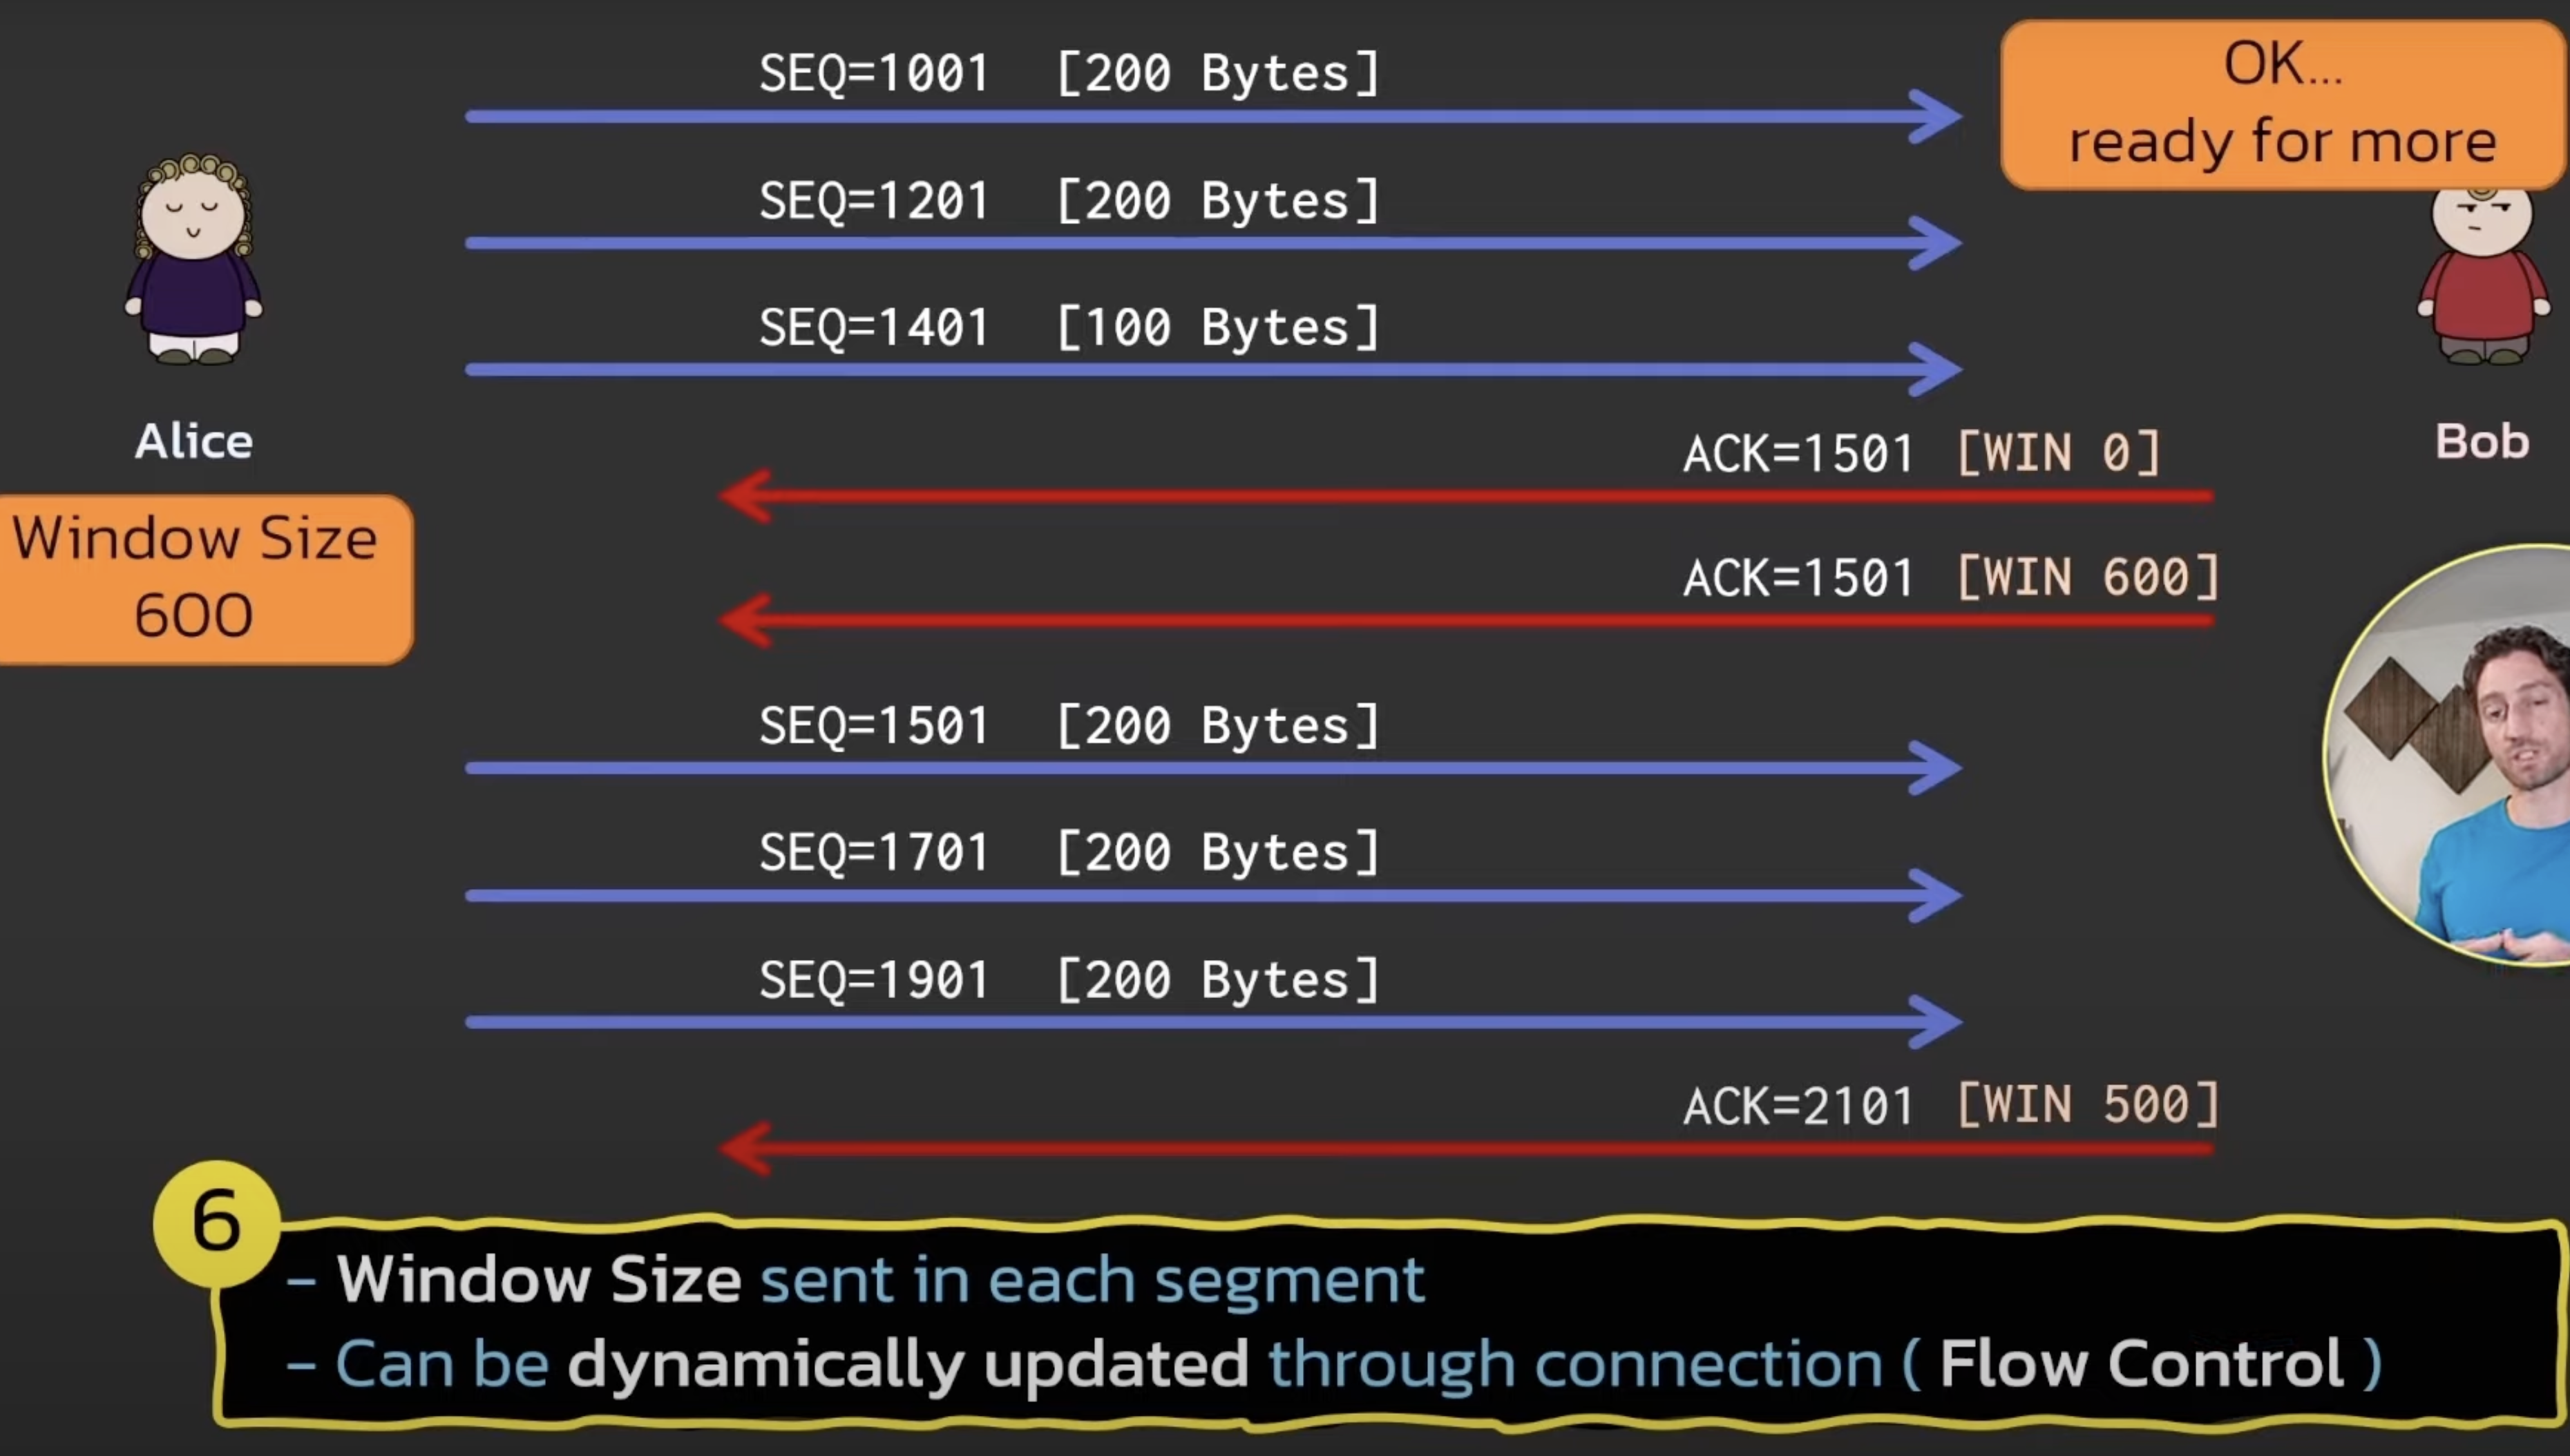 SEQ=1001 [200 Bytes]
OK...
ready for more
SEQ=1201 [200 Bytes]
SEQ=1401 [100 Bytes]
Alice
Bob
ACK=1501 [WIN 0]
Window Size
600
ACK=1501 [WIN 600]
SEQ=1501 [200 Bytes]
SEQ=1701 [200 Bytes]
SEQ=1901 [200 Bytes]
ACK=2101 [WIN 500]
6
- Window Size sent in each segment
- Can be dynamically updated through connection ( Flow Control )